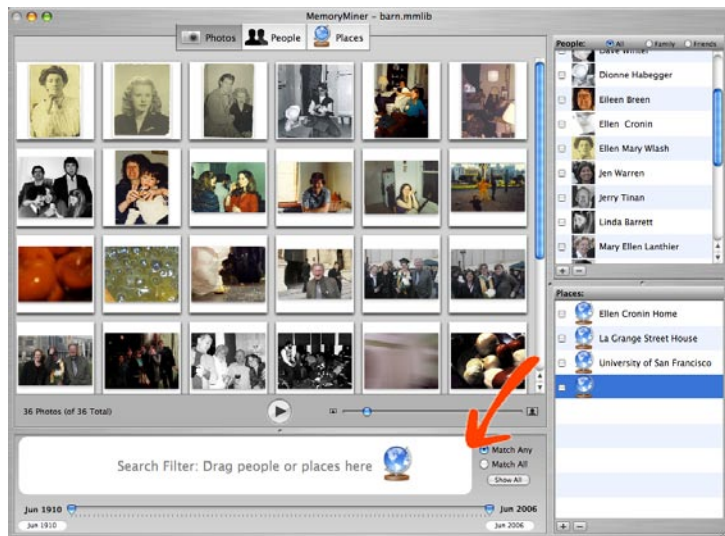 MemoryMiner – barn.mmlib
Photos People Places
People: All Family Friends
Dave Winter
Dionne Habegger
Eileen Breen
Ellen Cronin
Ellen Mary Wlash
Jen Warren
Jerry Tinan
Linda Barrett
Mary Ellen Lanthier
Places:
Ellen Cronin Home
La Grange Street House
University of San Francisco
36 Photos (of 36 Total)
Search Filter: Drag people or places here
Match Any
Match All
Show All
Jun 1910 Jun 2006
Jun 1910 Jun 2006